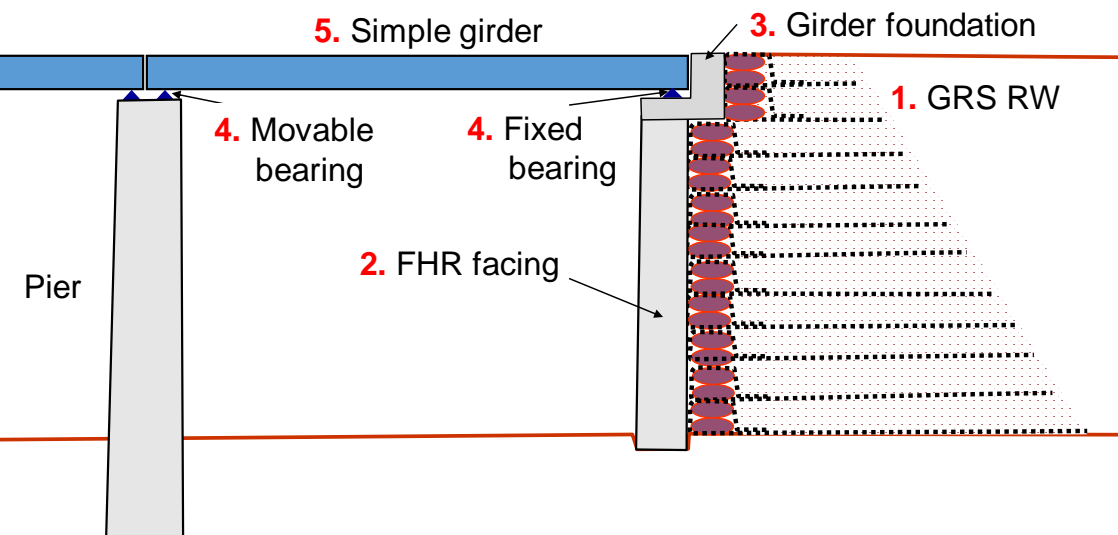 3. Girder foundation
5. Simple girder
1. GRS RW
4. Movable
bearing
4. Fixed
bearing
2. FHR facing
Pier